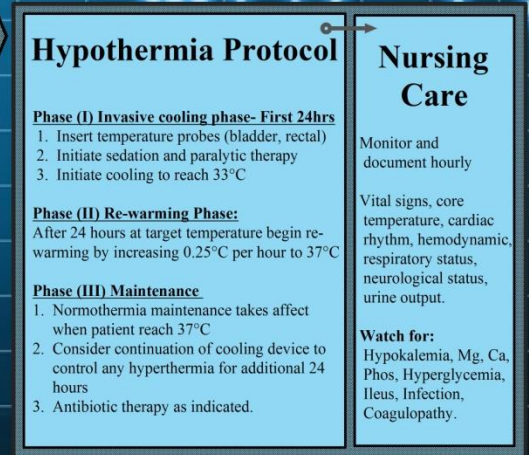 Hypothermia Protocol
Phase (I) Invasive cooling phase- First 24hrs
1. Insert temperature probes (bladder, rectal)
2. Initiate sedation and paralytic therapy
3. Initiate cooling to reach 33°C
Phase (II) Re-warming Phase:
After 24 hours at target temperature begin re-
warming by increasing 0.25°C per hour to 37°C
Phase (III) Maintenance
1. Normothermia maintenance takes affect
when patient reach 37°C
2. Consider continuation of cooling device to
control any hyperthermia for additional 24
hours
3. Antibiotic therapy as indicated.
Nursing
Care
Monitor and
document hourly
Vital signs, core
temperature, cardiac
rhythm, hemodynamic,
respiratory status,
neurological status,
urine output.
Watch for:
Hypokalemia, Mg, Ca,
Phos, Hyperglycemia,
Ileus, Infection,
Coagulopathy.